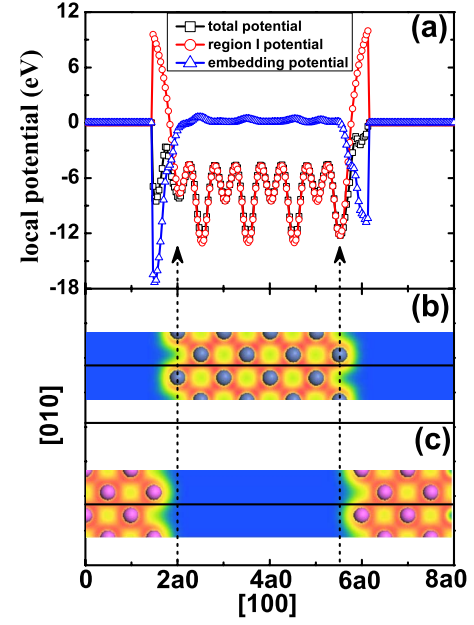 (a)
total potential
region I potential
embedding potential
local potential (eV)
12
6
0
-6
-12
-18
(b)
[010]
(c)
0 2a0 4a0 6a0 8a0
[100]